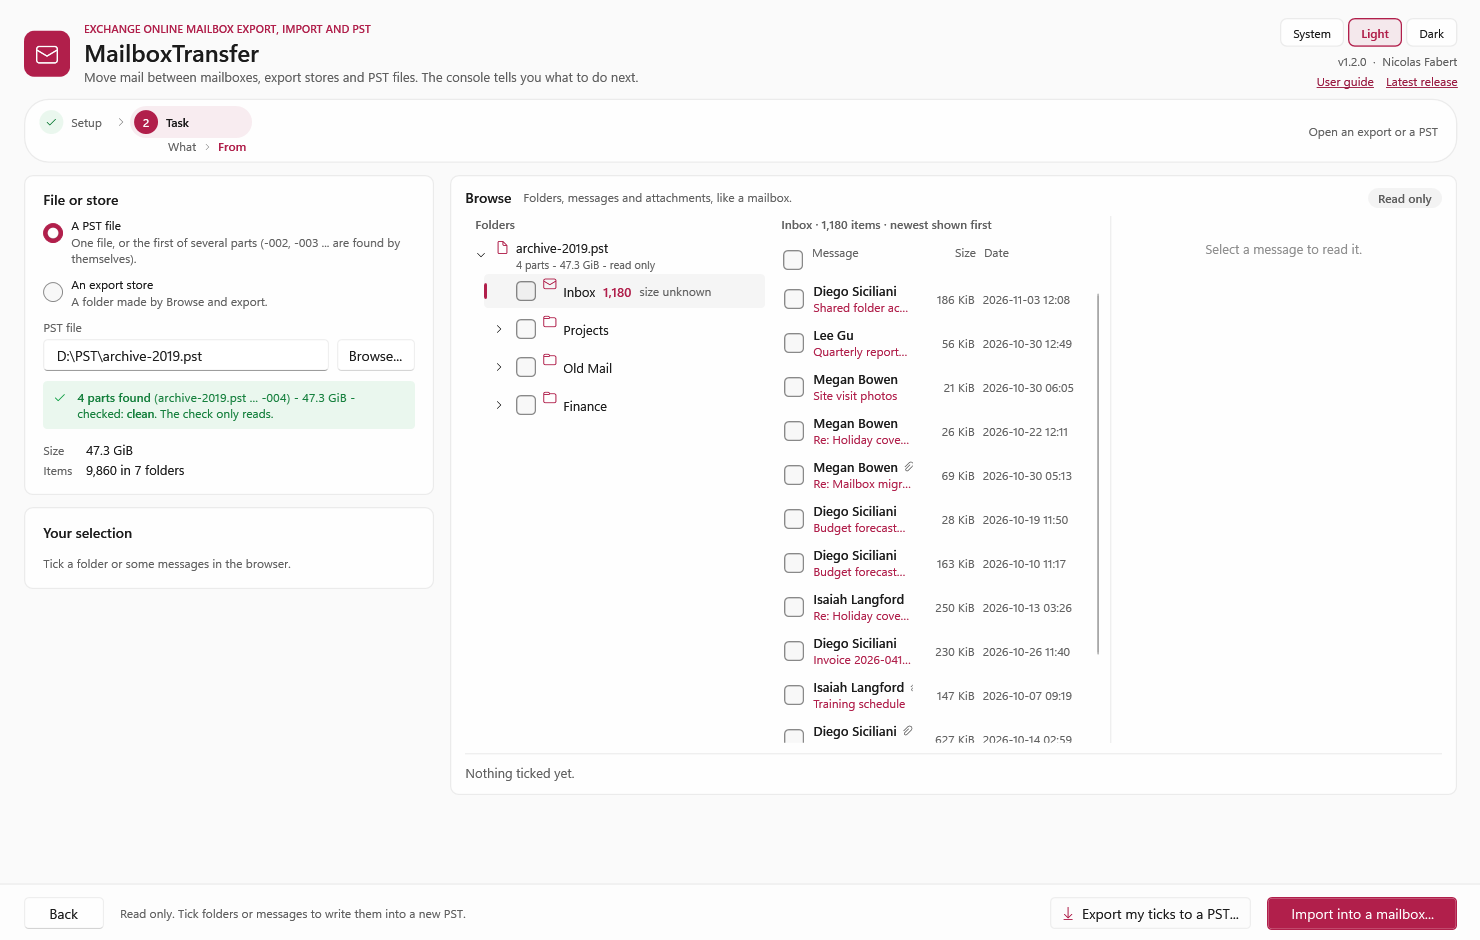 EXCHANGE ONLINE MAILBOX EXPORT, IMPORT AND PST
MailboxTransfer
Move mail between mailboxes, export stores and PST files. The console tells you what to do next.
System
Light
Dark
v1.2.0 · Nicolas Fabert
User guide
Latest release
Setup
2
Task
What
From
Open an export or a PST
File or store
A PST file
One file, or the first of several parts (-002, -003 ... are found by
themselves).
An export store
A folder made by Browse and export.
PST file
D:\PST\archive-2019.pst
Browse...
4 parts found (archive-2019.pst ... -004) - 47.3 GiB -
checked: clean. The check only reads.
Size 47.3 GiB
Items 9,860 in 7 folders
Your selection
Tick a folder or some messages in the browser.
Browse Folders, messages and attachments, like a mailbox.
Read only
Folders
archive-2019.pst
4 parts - 47.3 GiB - read only
Inbox 1,180 size unknown
Projects
Old Mail
Finance
Inbox · 1,180 items · newest shown first
Message Size Date
Diego Siciliani
Shared folder ac... 186 KiB 2026-11-03 12:08
Lee Gu
Quarterly report... 56 KiB 2026-10-30 12:49
Megan Bowen
Site visit photos 21 KiB 2026-10-30 06:05
Megan Bowen
Re: Holiday cove... 26 KiB 2026-10-22 12:11
Megan Bowen
Re: Mailbox migr... 69 KiB 2026-10-30 05:13
Diego Siciliani
Budget forecast... 28 KiB 2026-10-19 11:50
Diego Siciliani
Budget forecast... 163 KiB 2026-10-10 11:17
Isaiah Langford
Re: Holiday cove... 250 KiB 2026-10-13 03:26
Diego Siciliani
Invoice 2026-041... 230 KiB 2026-10-26 11:40
Isaiah Langford
Training schedule 147 KiB 2026-10-07 09:19
Diego Siciliani
627 KiB 2026-10-14 02:59
Select a message to read it.
Nothing ticked yet.
Back
Read only. Tick folders or messages to write them into a new PST.
Export my ticks to a PST...
Import into a mailbox...